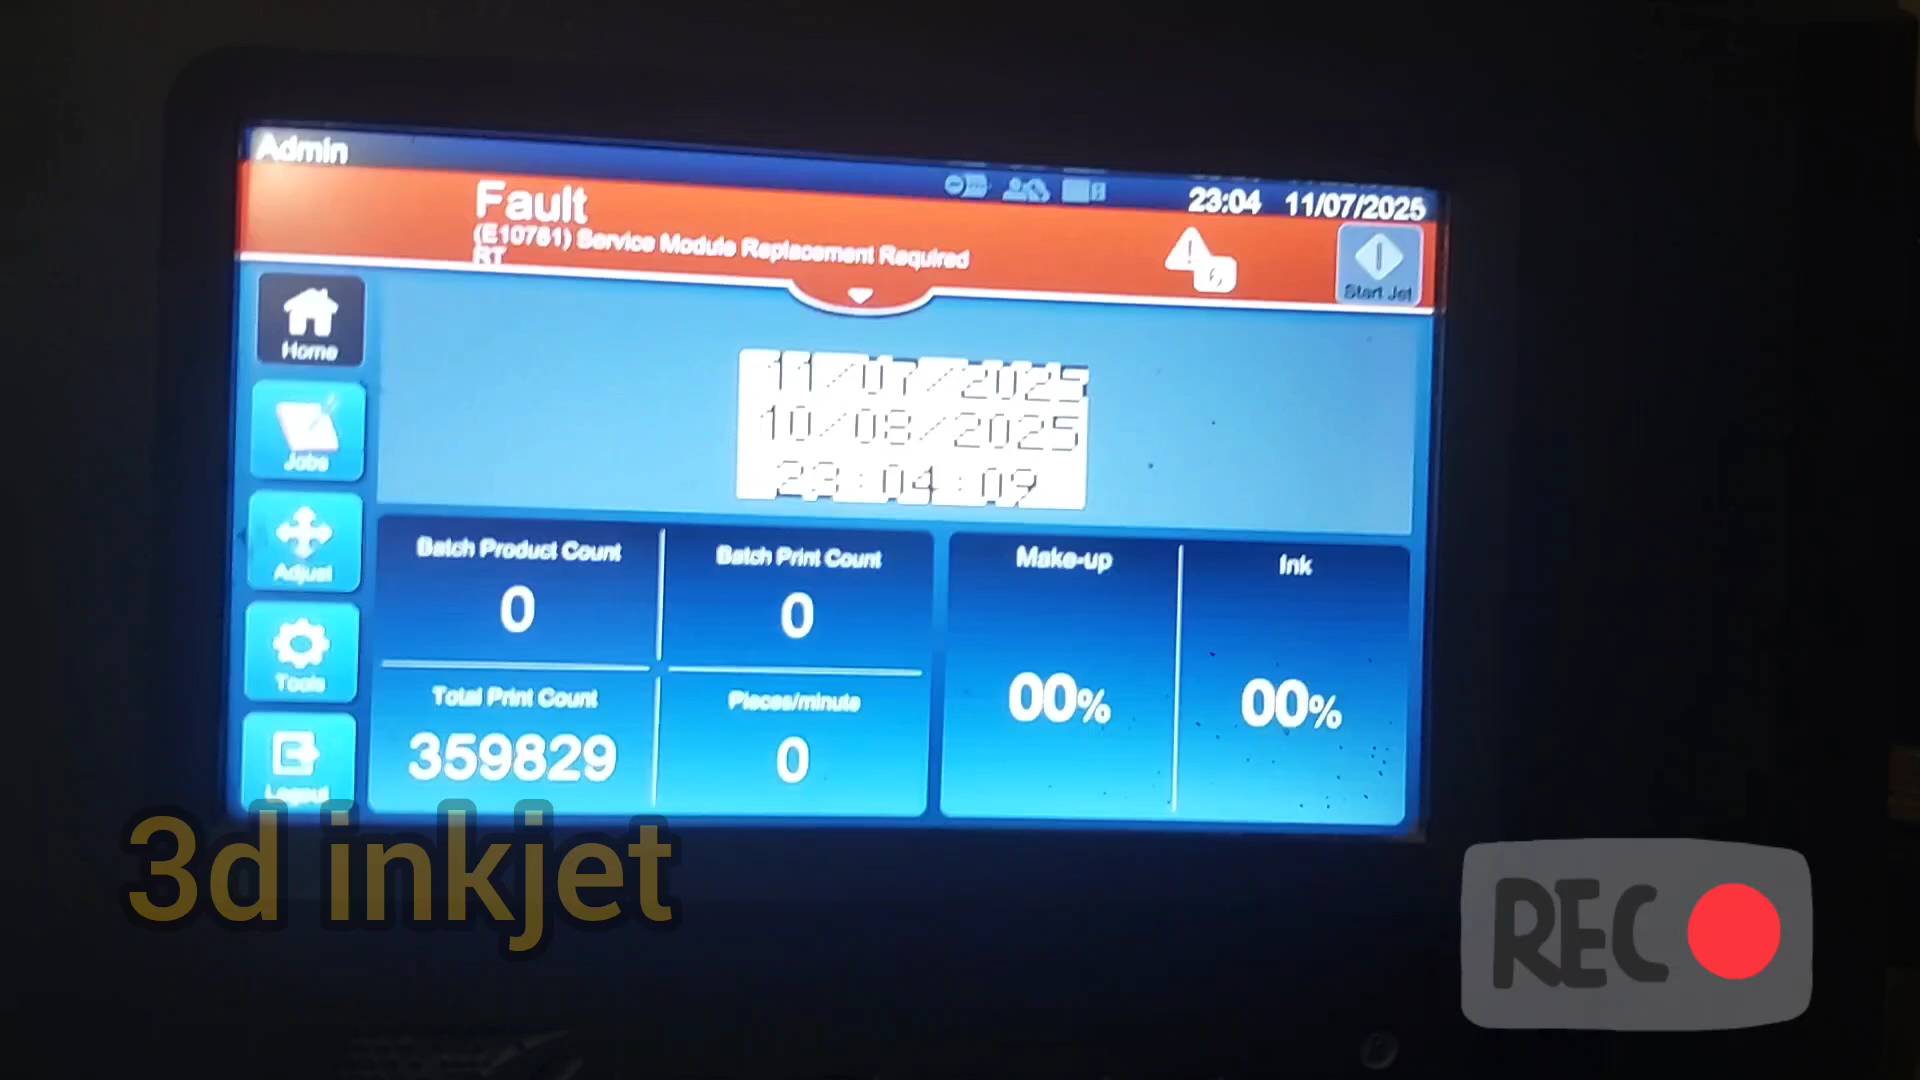 Admin
23:04 11/07/2025
Fault
(E10761) Service Module Replacement Required
RT
6
Start Jet
Home
11/07/2025
10/08/2025
23:04:09
Jobs
Adjust
Tools
Logout
Batch Product Count
0
Batch Print Count
0
Total Print Count
359829
Pieces/minute
0
Make-up
00%
Ink
00%
3d inkjet
REC